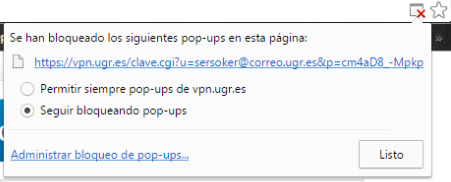 Se han bloqueado los siguientes pop-ups en esta página:
https://vpn.ugr.es/clave.cgi?u=sersoker@correo.ugr.es&p=cm4aD8_-Mpkp
Permitir siempre pop-ups de vpn.ugr.es
Seguir bloqueando pop-ups
Administrar bloqueo de pop-ups...
Listo